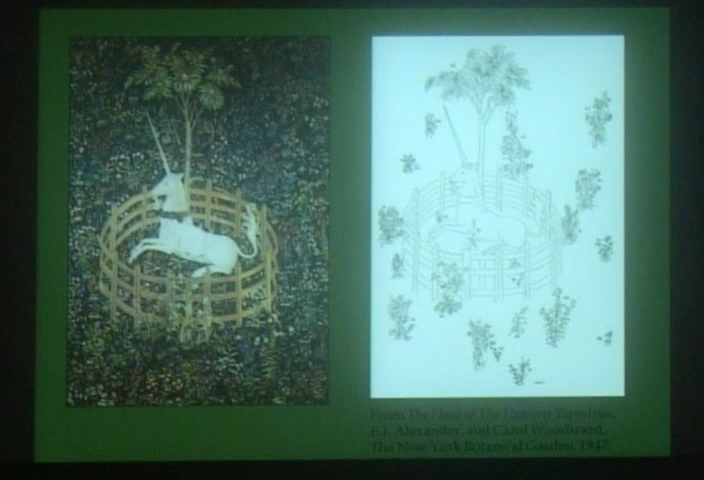 From The Flora of The Unicorn Tapestries,
E.J. Alexander, and Carol Woodward,
The New York Botanical Garden, 1947.